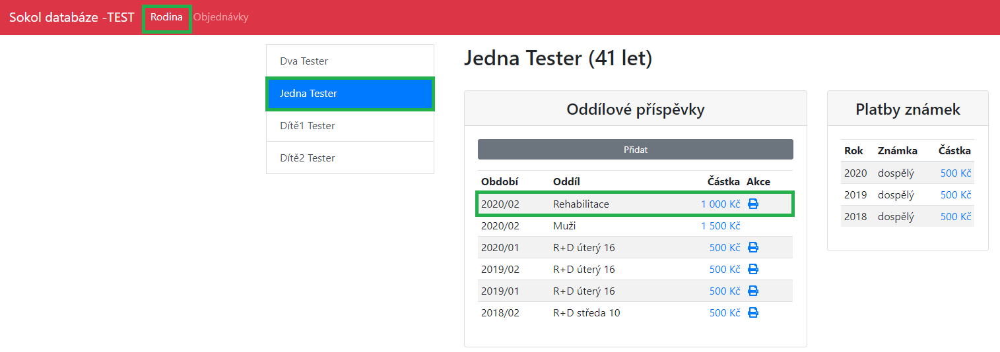 Sokol databáze -TEST Rodina Objednávky
Dva Tester
Jedna Tester
Dítě1 Tester
Dítě2 Tester
Jedna Tester (41 let)
Oddílové příspěvky
Přidat
Období Oddíl Částka Akce
2020/02 Rehabilitace 1 000 Kč
2020/02 Muži 1 500 Kč
2020/01 R+D úterý 16 500 Kč
2019/02 R+D úterý 16 500 Kč
2019/01 R+D úterý 16 500 Kč
2018/02 R+D středa 10 500 Kč
Platby známek
Rok Známka Částka
2020 dospělý 500 Kč
2019 dospělý 500 Kč
2018 dospělý 500 Kč